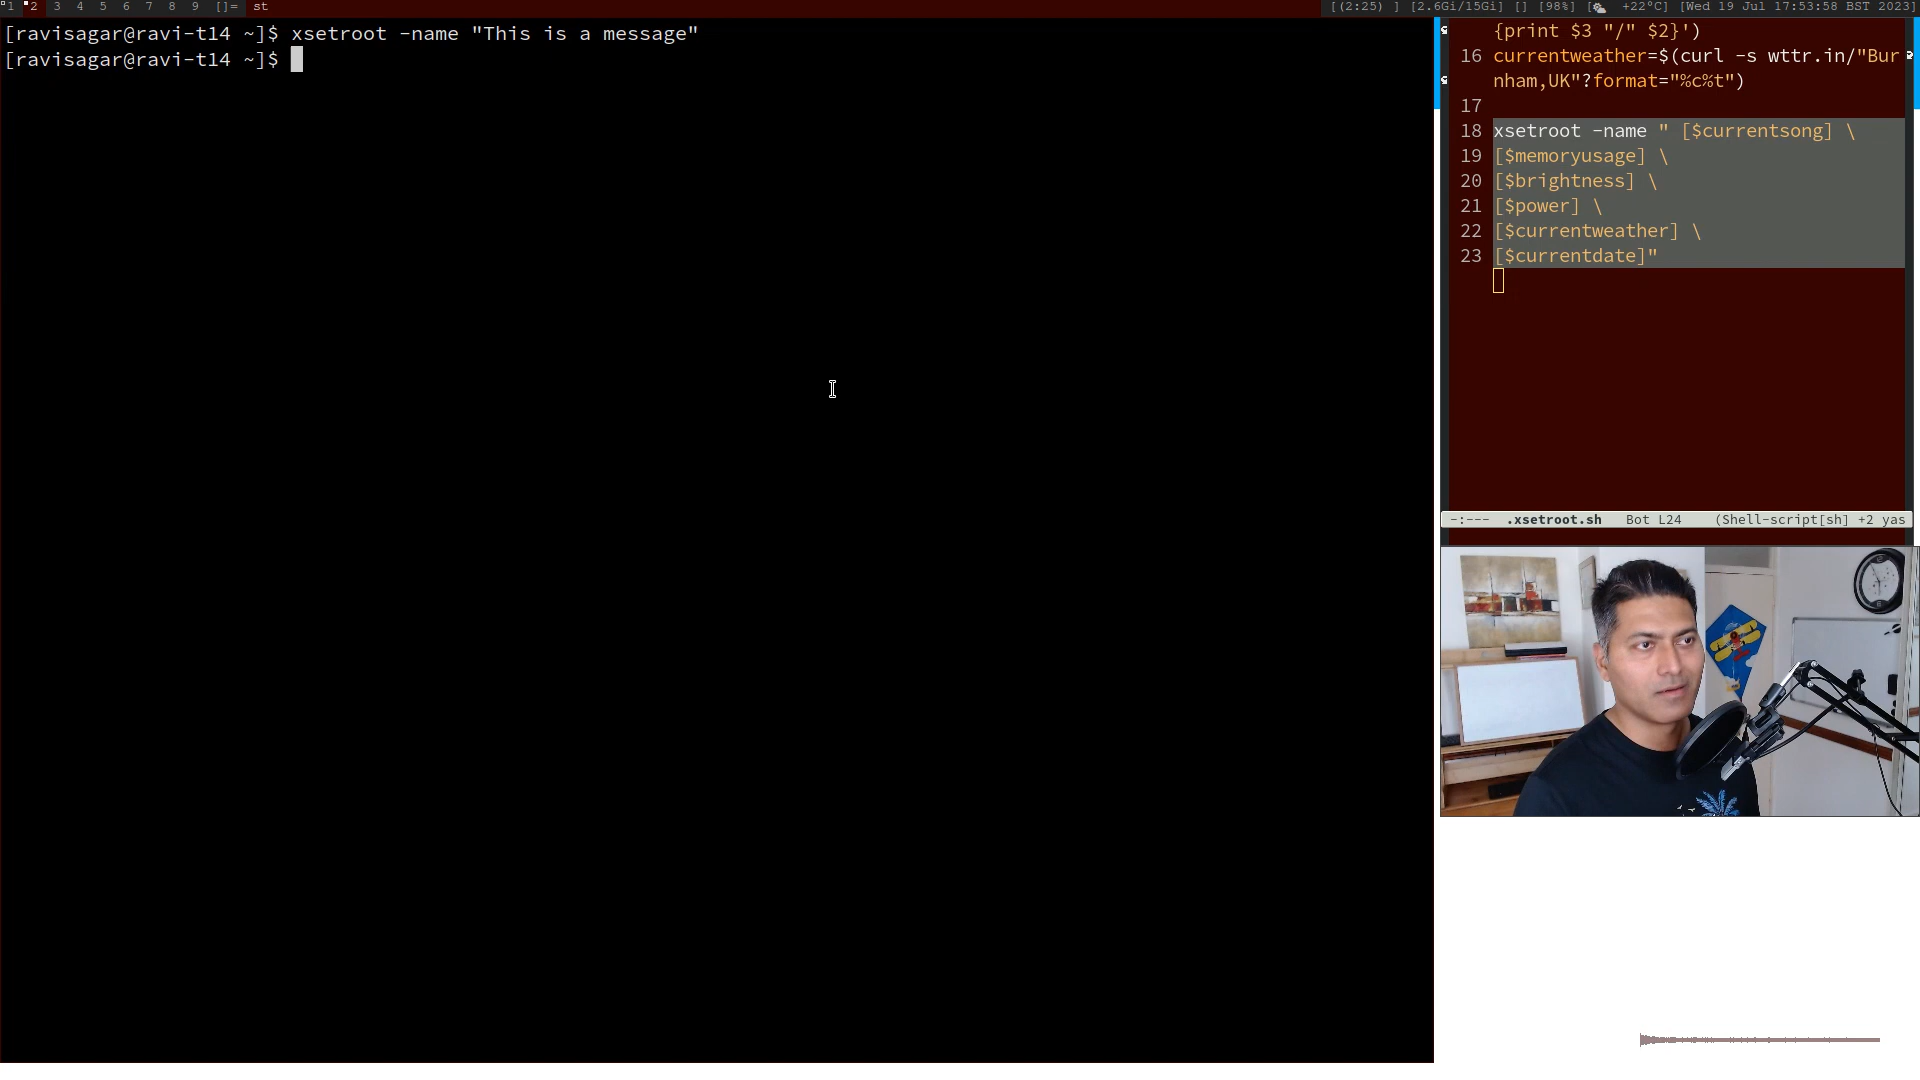 1 2 3 4 5 6 7 8 9 []= st [(2:25) ] [2.6Gi/15Gi] [] [98%] [ +22°C] [Wed 19 Jul 17:53:58 BST 2023]
[ravisagar@ravi-t14 ~]$ xsetroot -name "This is a message"
[ravisagar@ravi-t14 ~]$
{print $3 "/" $2}')
16 currentweather=$(curl -s wttr.in/"Bur
nham,UK"?format="%c%t")
17
18 xsetroot -name " [$currentsong] \
19 [$memoryusage] \
20 [$brightness] \
21 [$power] \
22 [$currentweather] \
23 [$currentdate]"
-:--- .xsetroot.sh Bot L24 (Shell-script[sh] +2 yas